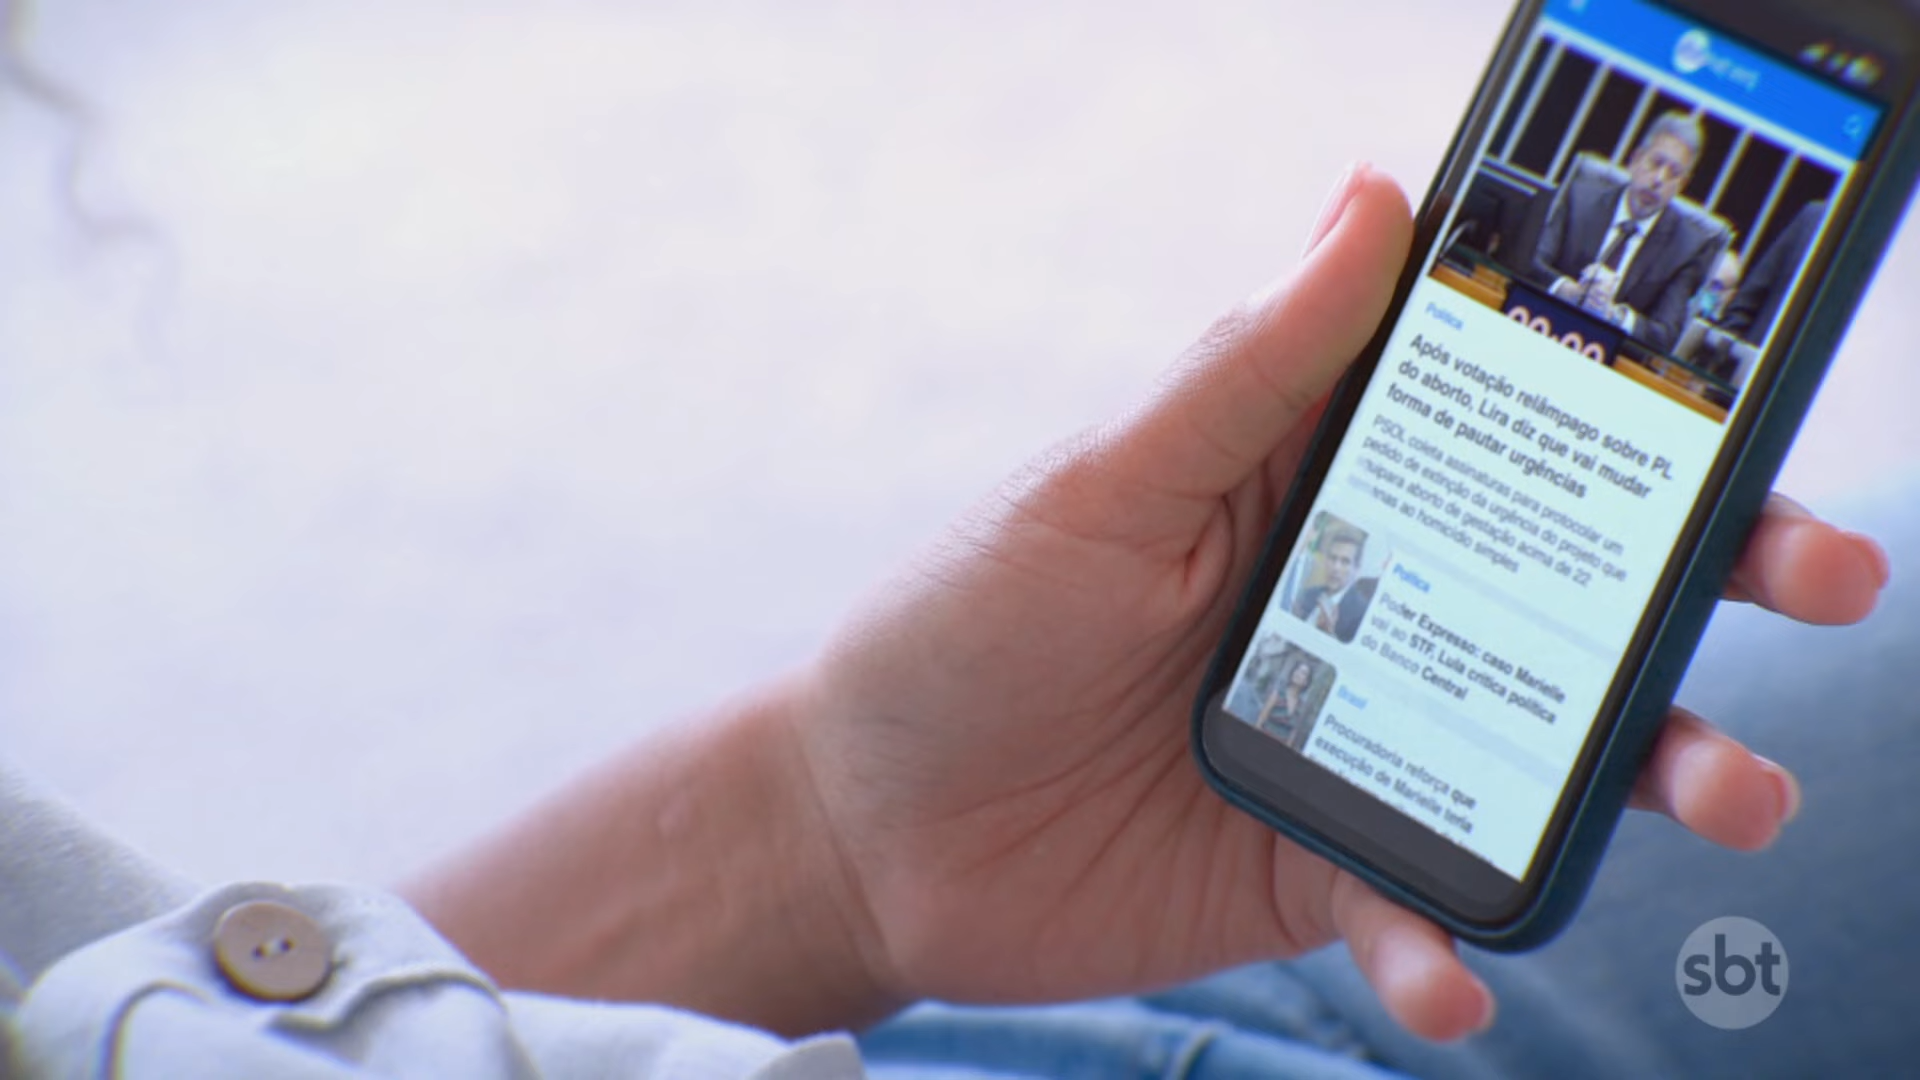 news
Política
Após votação relâmpago sobre PL
do aborto, Lira diz que vai mudar
forma de pautar urgências
PSOL coleta assinaturas para protocolar um
pedido de extinção da urgência do projeto que
equipara aborto de gestação acima de 22
ao homicídio simples
Política
Poder Expresso: caso Marielle
vai ao STF, Lula critica política
do Banco Central
Brasil
Procuradoria reforça que
execução de Marielle teria
00:00
sbt